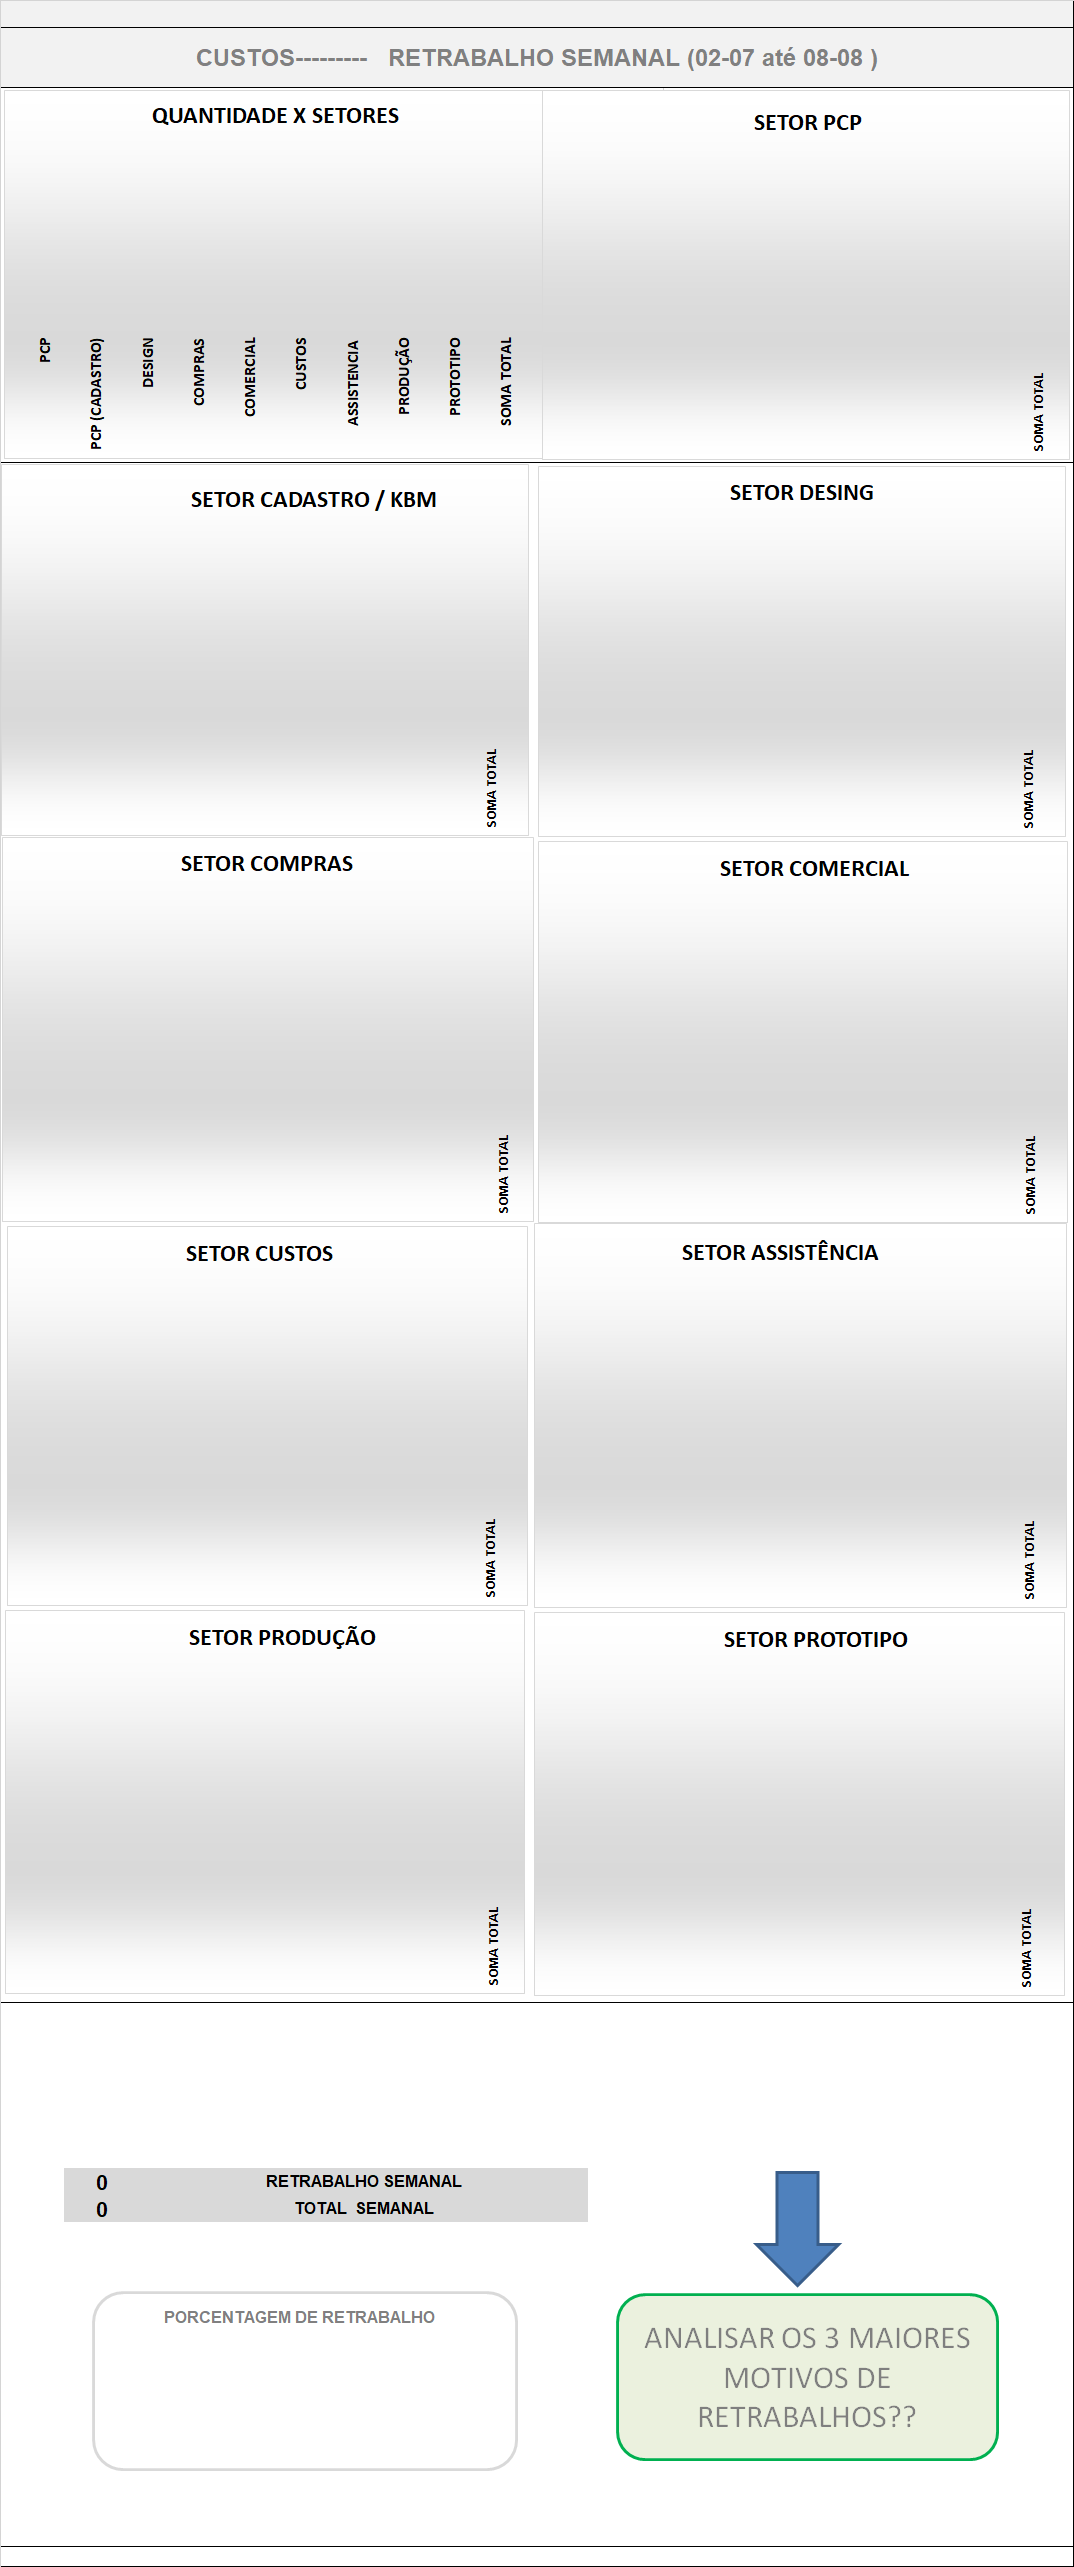 CUSTOS--------- RETRABALHO SEMANAL (02-07 até 08-08 )
QUANTIDADE X SETORES
PCP
PCP (CADASTRO)
DESIGN
COMPRAS
COMERCIAL
CUSTOS
ASSISTENCIA
PRODUÇÃO
PROTOTIPO
SOMA TOTAL
SETOR PCP
SOMA TOTAL
SETOR CADASTRO / KBM
SOMA TOTAL
SETOR DESING
SOMA TOTAL
SETOR COMPRAS
SOMA TOTAL
SETOR COMERCIAL
SOMA TOTAL
SETOR CUSTOS
SOMA TOTAL
SETOR ASSISTÊNCIA
SOMA TOTAL
SETOR PRODUÇÃO
SOMA TOTAL
SETOR PROTOTIPO
SOMA TOTAL
0 RETRABALHO SEMANAL
0 TOTAL SEMANAL
PORCENTAGEM DE RETRABALHO
ANALISAR OS 3 MAIORES
MOTIVOS DE
RETRABALHOS??